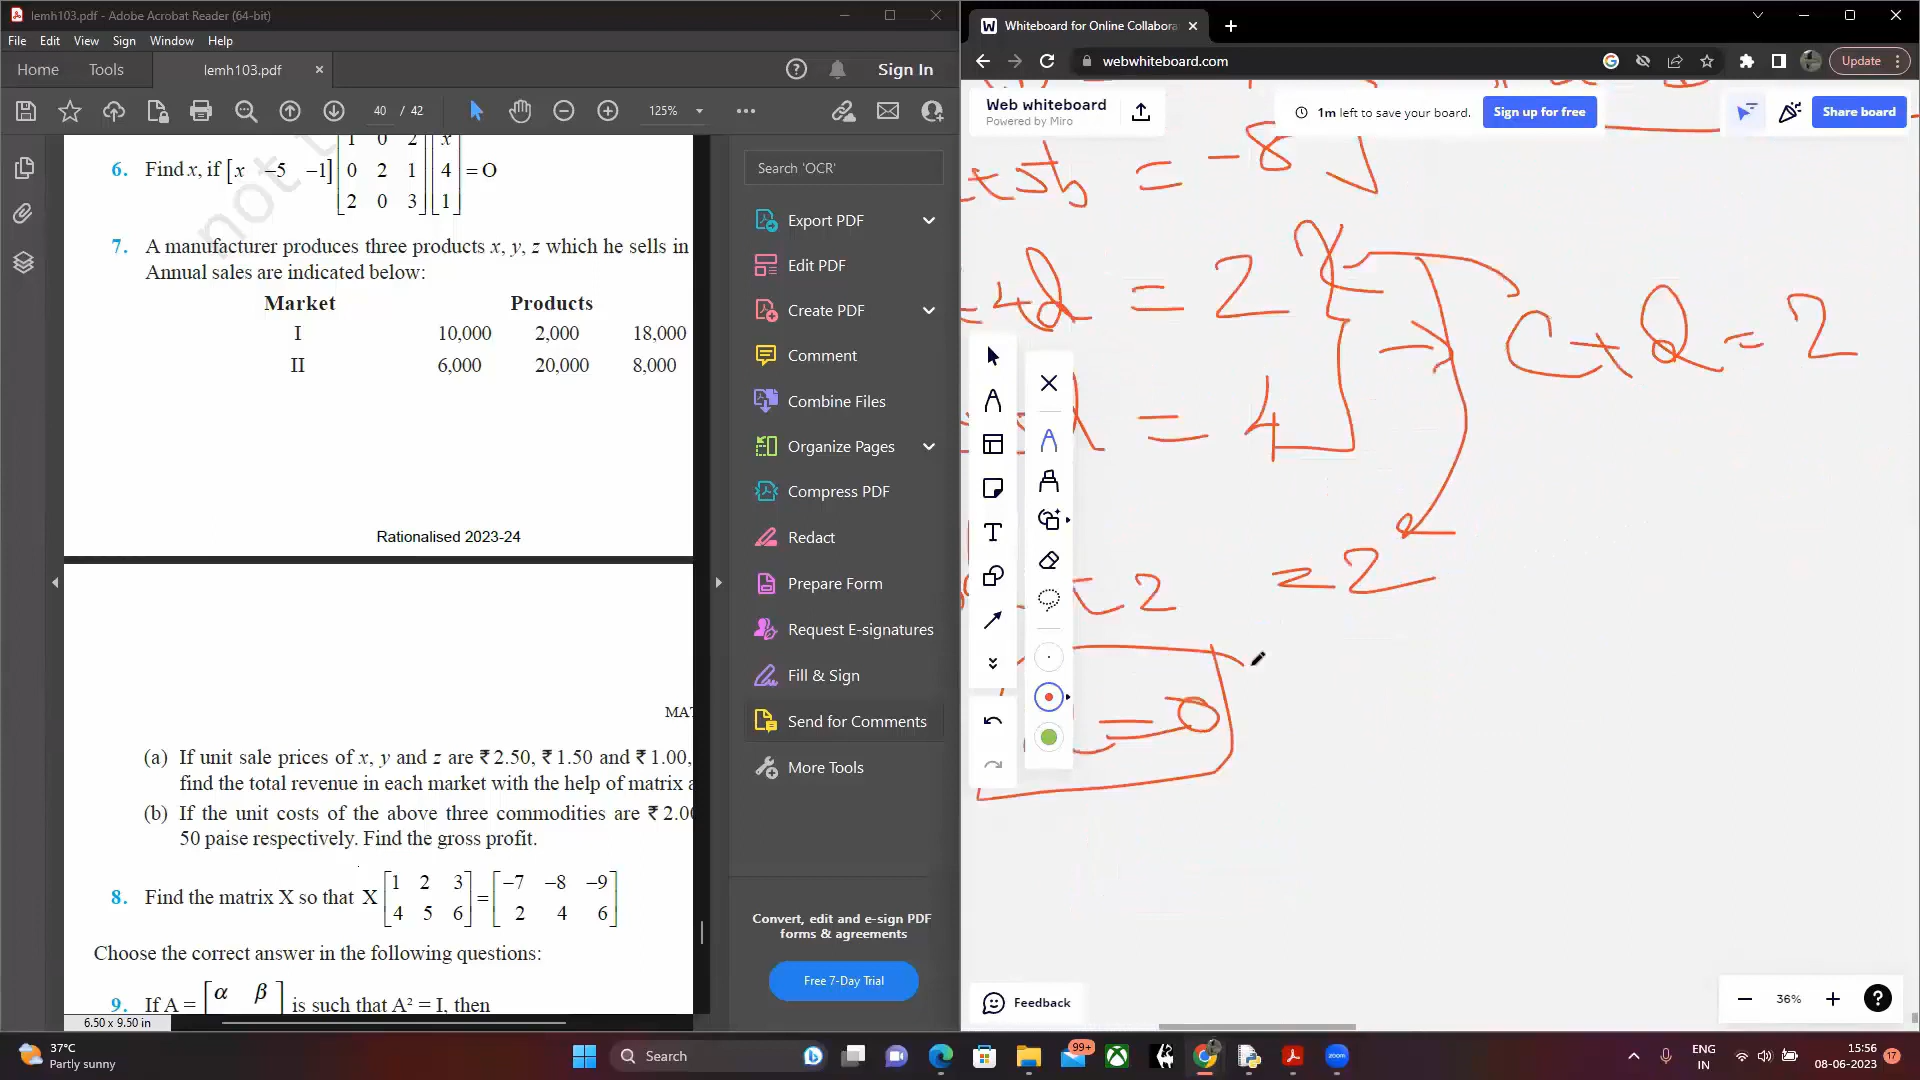 lemh103.pdf - Adobe Acrobat Reader (64-bit)
File Edit View Sign Window Help
Home Tools lemh103.pdf × Sign In
40 / 42 125%
6. Find x, if [x −5 −1] [1 0 2 0 2 1 2 0 3] [x 4 1] = O
7. A manufacturer produces three products x, y, z which he sells in
Annual sales are indicated below:
Market Products
I 10,000 2,000 18,000
II 6,000 20,000 8,000
not
Rationalised 2023-24
MAT
(a) If unit sale prices of x, y and z are ₹ 2.50, ₹ 1.50 and ₹ 1.00,
find the total revenue in each market with the help of matrix a
(b) If the unit costs of the above three commodities are ₹ 2.00
50 paise respectively. Find the gross profit.
8. Find the matrix X so that X [1 2 3 4 5 6] = [−7 −8 −9 2 4 6]
Choose the correct answer in the following questions:
9. If A = [α β] is such that A² = I, then
6.50 x 9.50 in
Search 'OCR'
Export PDF
Edit PDF
Create PDF
Comment
Combine Files
Organize Pages
Compress PDF
Redact
Prepare Form
Request E-signatures
Fill & Sign
Send for Comments
More Tools
Convert, edit and e-sign PDF
forms & agreements
Free 7-Day Trial
Whiteboard for Online Collabora
webwhiteboard.com
Update
Web whiteboard
Powered by Miro
1m left to save your board. Sign up for free
Share board
+5b = −8
+4d = 2
C+d=2
d = 4
2 =2
=0
T
Feedback
36%
37°C
Partly sunny
Search
99+
zoom
ENG
IN
15:56
08-06-2023
17